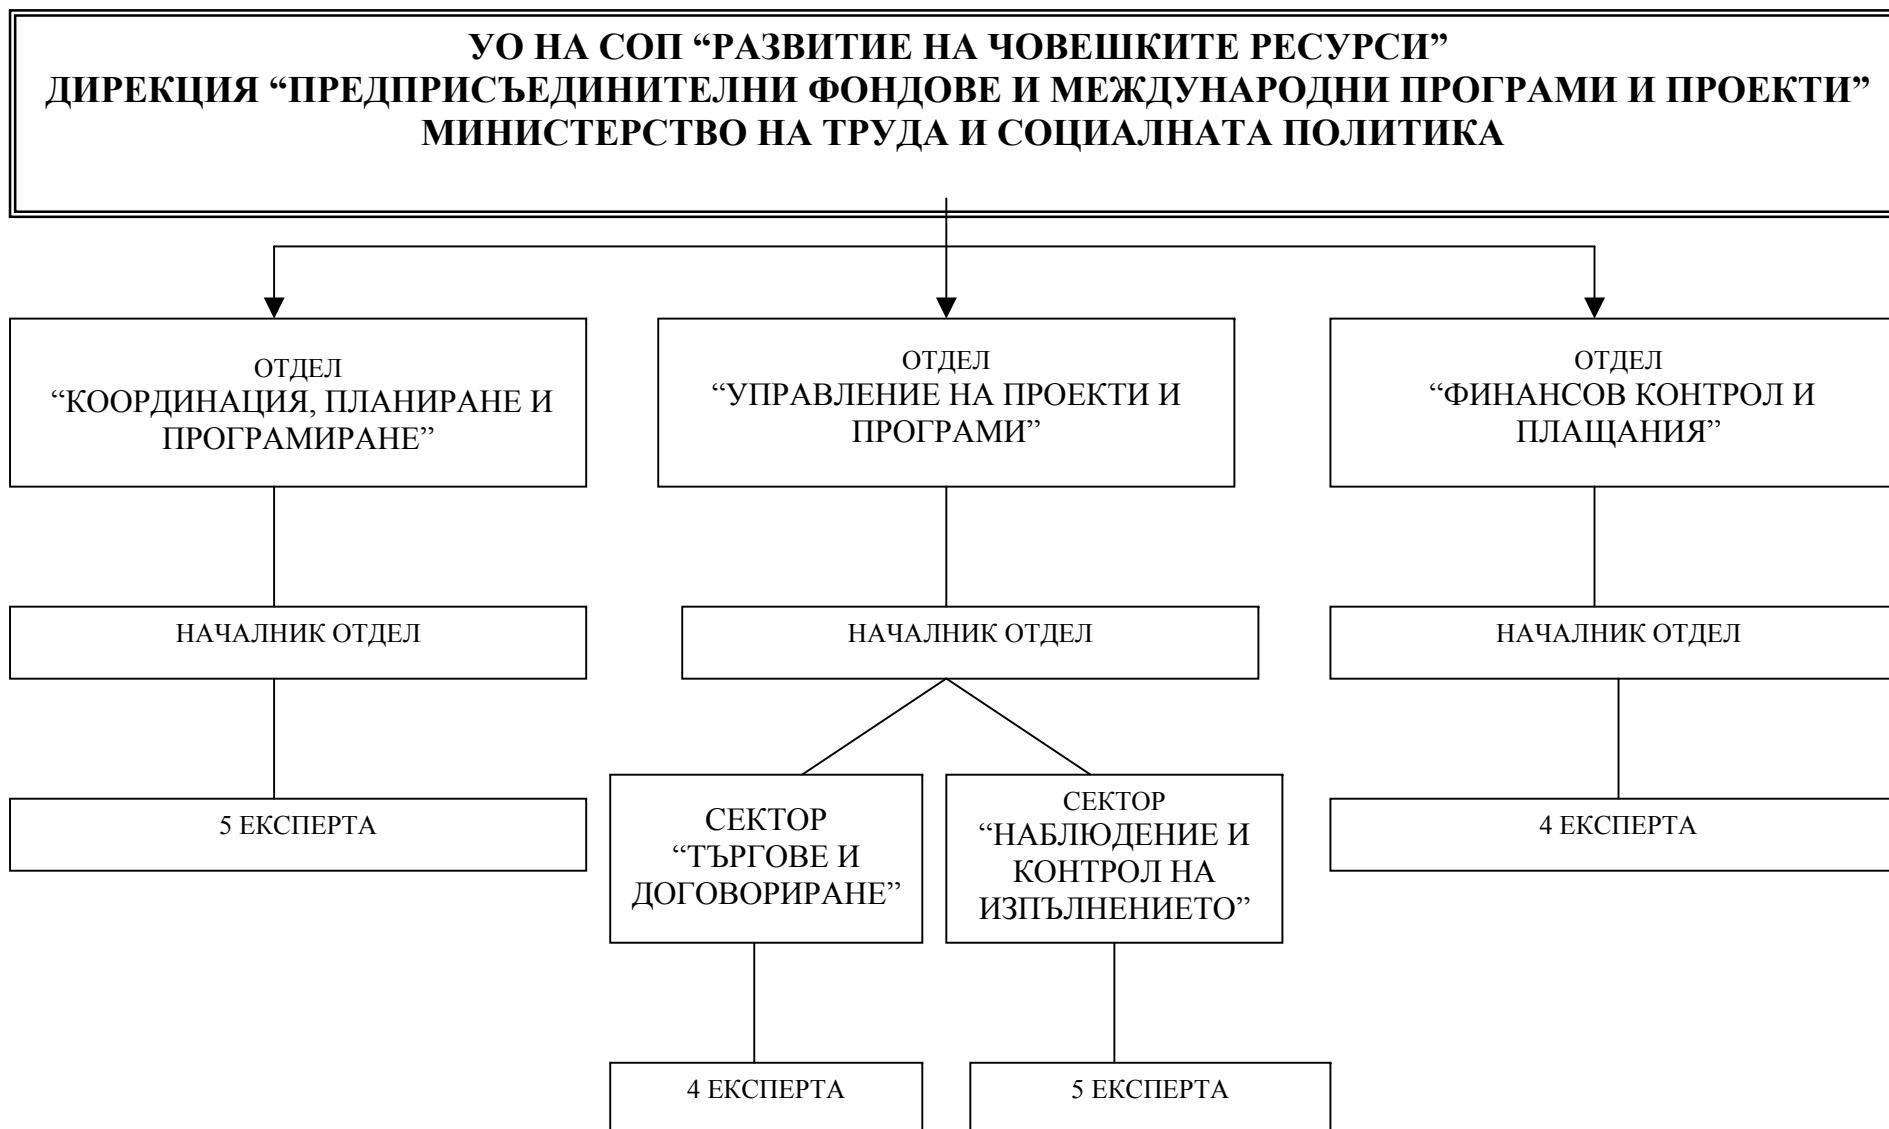 УО НА СОП “РАЗВИТИЕ НА ЧОВЕШКИТЕ РЕСУРСИ”
ДИРЕКЦИЯ “ПРЕДПРИСЪЕДИНИТЕЛНИ ФОНДОВЕ И МЕЖДУНАРОДНИ ПРОГРАМИ И ПРОЕКТИ”
МИНИСТЕРСТВО НА ТРУДА И СОЦИАЛНАТА ПОЛИТИКА
ОТДЕЛ
“КООРДИНАЦИЯ, ПЛАНИРАНЕ И
ПРОГРАМИРАНЕ”
ОТДЕЛ
“УПРАВЛЕНИЕ НА ПРОЕКТИ И
ПРОГРАМИ”
ОТДЕЛ
“ФИНАНСОВ КОНТРОЛ И
ПЛАЩАНИЯ”
НАЧАЛНИК ОТДЕЛ
НАЧАЛНИК ОТДЕЛ
НАЧАЛНИК ОТДЕЛ
5 ЕКСПЕРТА
СЕКТОР
“ТЪРГОВЕ И
ДОГОВОРИРАНЕ”
СЕКТОР
“НАБЛЮДЕНИЕ И
КОНТРОЛ НА
ИЗПЪЛНЕНИЕТО”
4 ЕКСПЕРТА
4 ЕКСПЕРТА
5 ЕКСПЕРТА